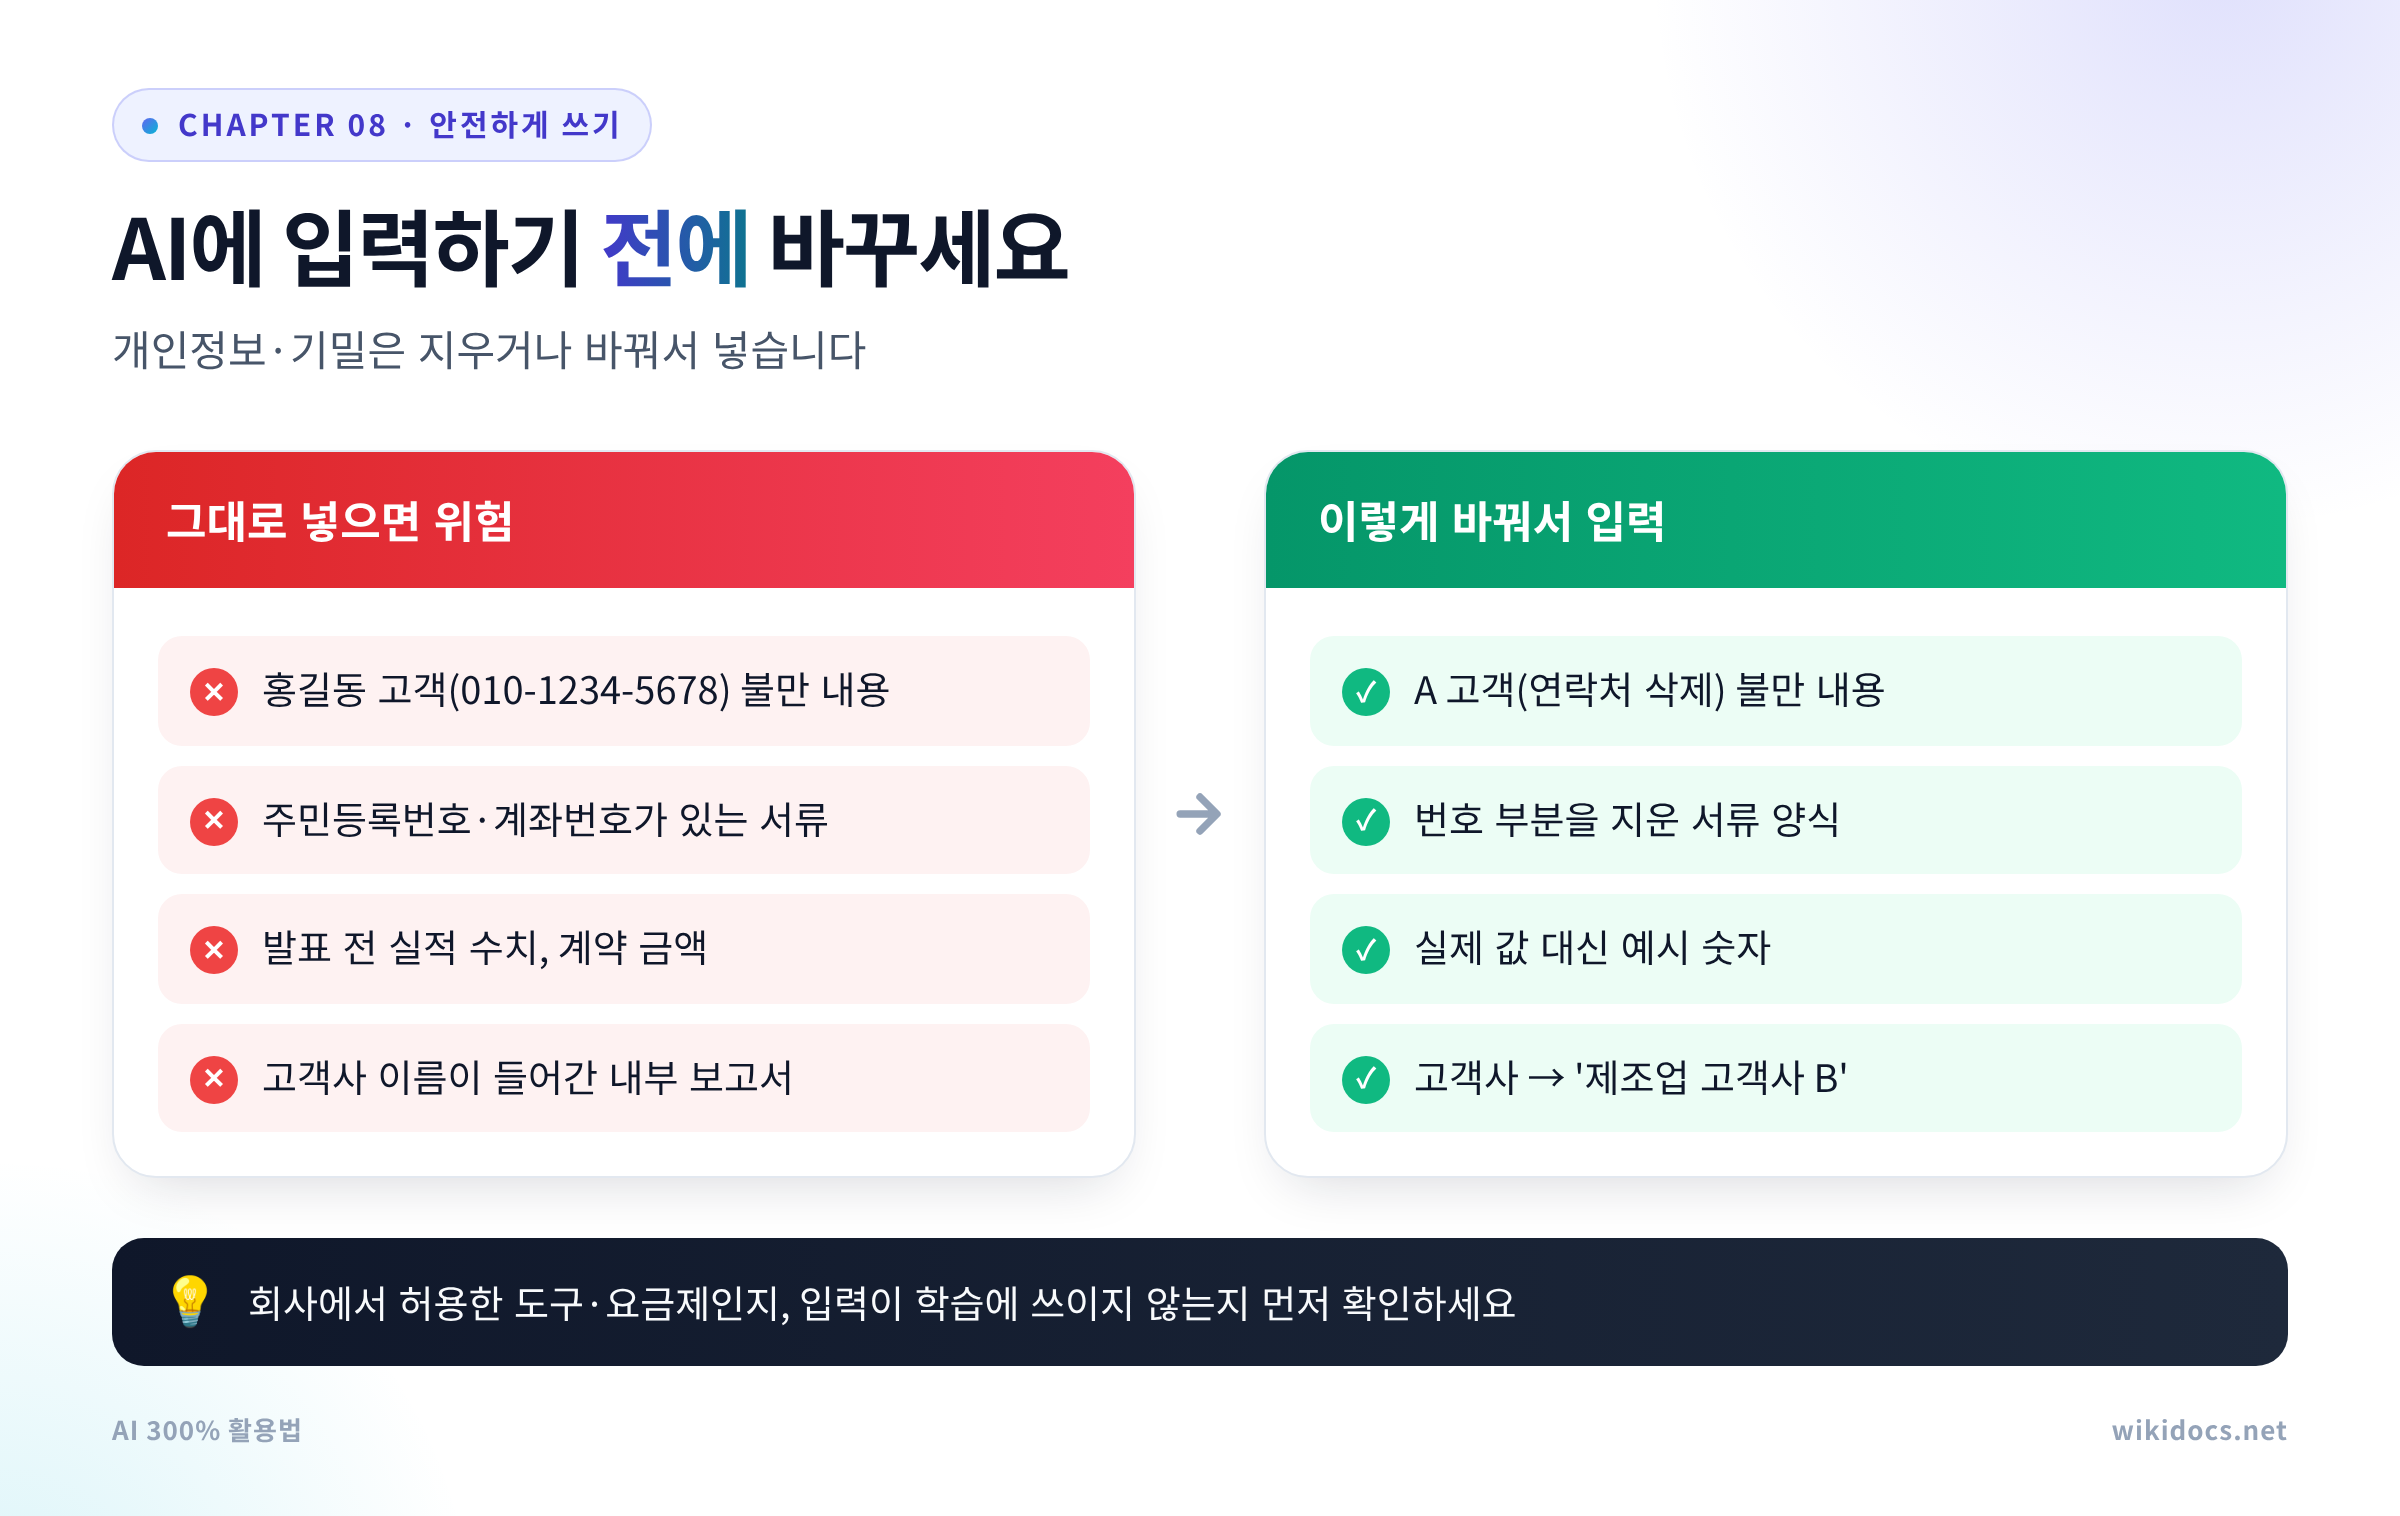 CHAPTER 08 · 안전하게 쓰기
AI에 입력하기 전에 바꾸세요
개인정보·기밀은 지우거나 바꿔서 넣습니다
그대로 넣으면 위험
홍길동 고객(010-1234-5678) 불만 내용
주민등록번호·계좌번호가 있는 서류
발표 전 실적 수치, 계약 금액
고객사 이름이 들어간 내부 보고서
→
이렇게 바꿔서 입력
A 고객(연락처 삭제) 불만 내용
번호 부분을 지운 서류 양식
실제 값 대신 예시 숫자
고객사 → '제조업 고객사 B'
회사에서 허용한 도구·요금제인지, 입력이 학습에 쓰이지 않는지 먼저 확인하세요
AI 300% 활용법
wikidocs.net